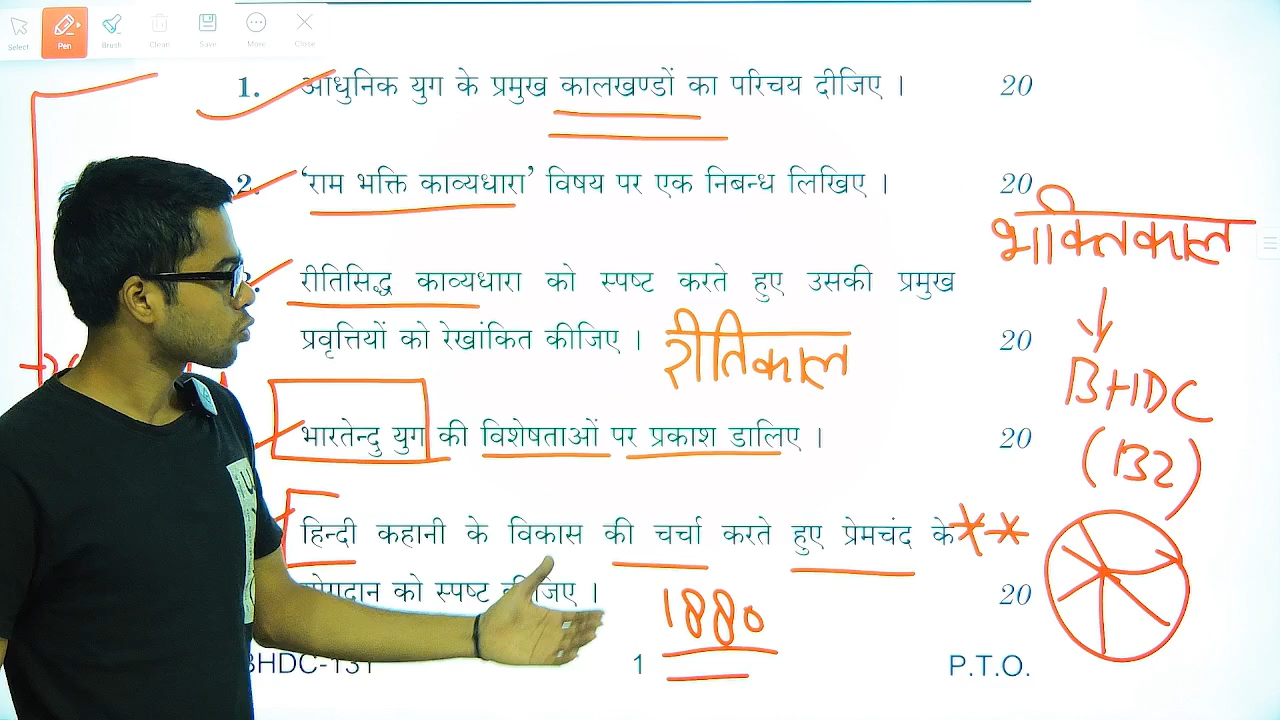 Select Pen Brush Clean Save More Close
1. आधुनिक युग के प्रमुख कालखण्डों का परिचय दीजिए । 20
2. ‘राम भक्ति काव्यधारा’ विषय पर एक निबन्ध लिखिए । 20
भक्तिकाल
रीतिसिद्ध काव्यधारा को स्पष्ट करते हुए उसकी प्रमुख
प्रवृत्तियों को रेखांकित कीजिए । 20
रीतिकाल
BHDC
(132)
भारतेन्दु युग की विशेषताओं पर प्रकाश डालिए । 20
हिन्दी कहानी के विकास की चर्चा करते हुए प्रेमचंद के
योगदान को स्पष्ट कीजिए । 20
1880
BHDC-131 1 P.T.O.